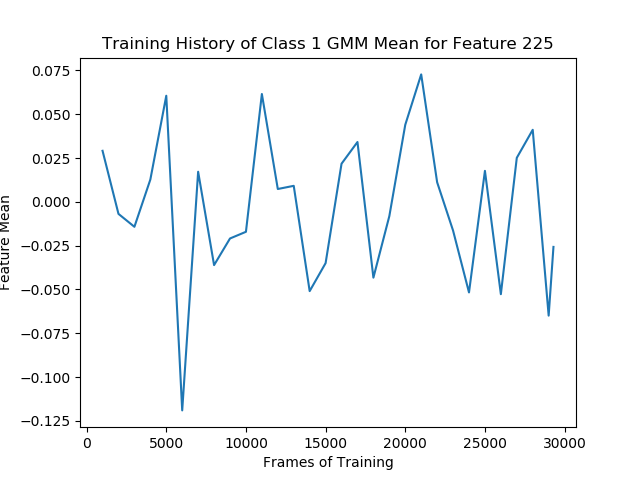 Training History of Class 1 GMM Mean for Feature 225
0.075
0.050
0.025
0.000
−0.025
−0.050
−0.075
−0.100
−0.125
Feature Mean
0 5000 10000 15000 20000 25000 30000
Frames of Training